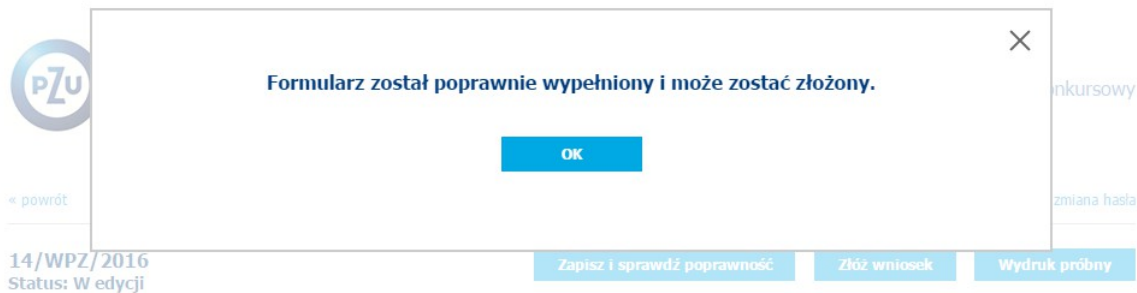 Formularz został poprawnie wypełniony i może zostać złożony.
PZU
nkursowy
OK
« powrót
zmiana hasla
14/WPZ/2016
Zapisz i sprawdź poprawność
Złóż wniosek
Wydruk próbny
Status: W edycji